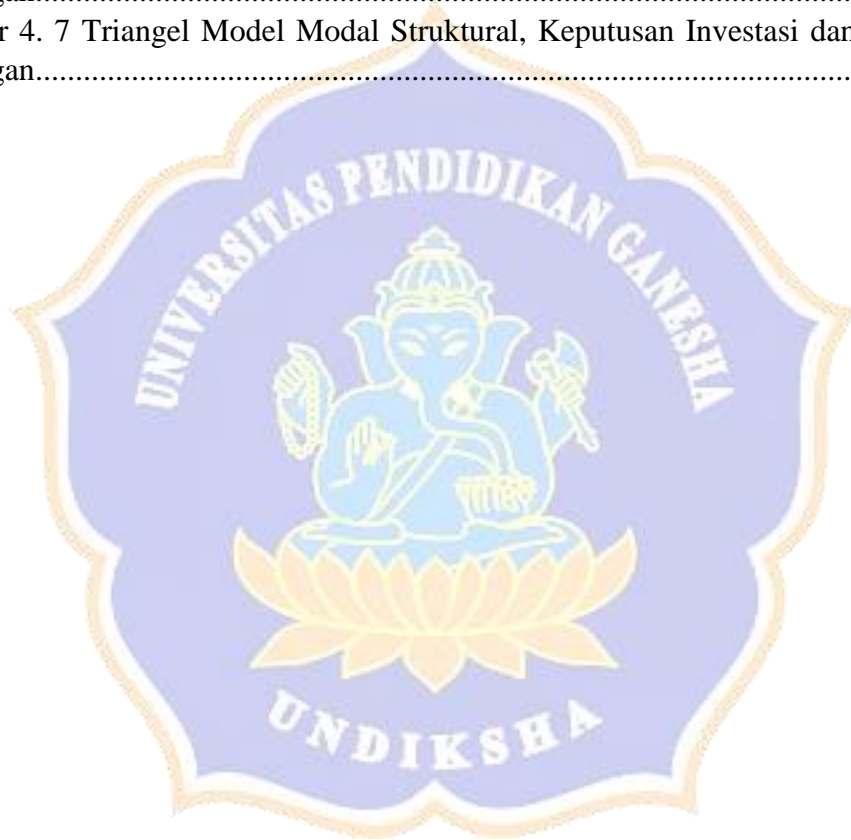 r 4. 7 Triangel Model Modal Struktural, Keputusan Investasi dan
gan.....................................................................................................
UNIVERSITAS PENDIDIKAN GANESHA
UNDIKSHA